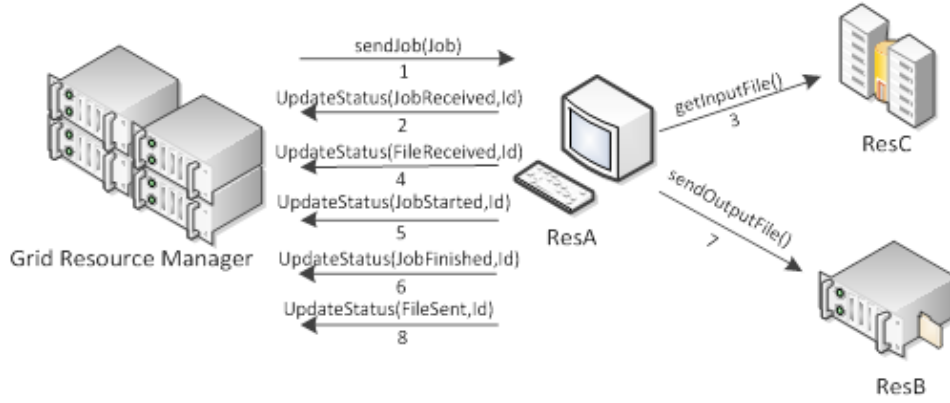 sendJob(Job)
1
UpdateStatus(JobReceived,Id)
2
UpdateStatus(FileReceived,Id)
4
UpdateStatus(JobStarted,Id)
5
UpdateStatus(JobFinished,Id)
6
UpdateStatus(FileSent,Id)
8
Grid Resource Manager
ResA
getInputFile()
3
ResC
sendOutputFile()
7
ResB